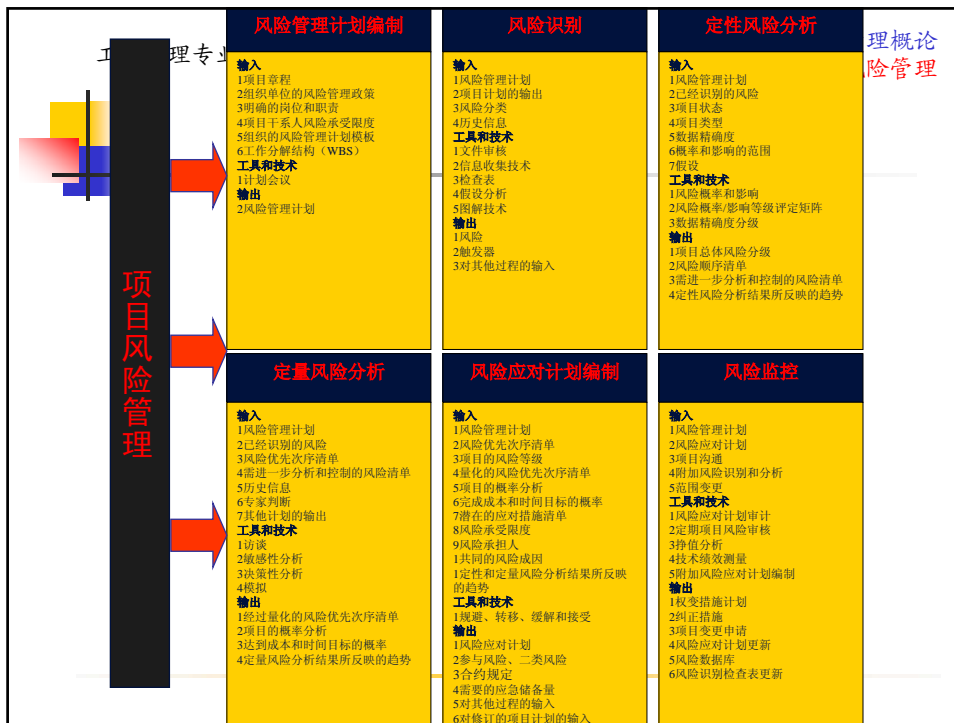 工
理专业
理概论
险管理
项目风险管理
风险管理计划编制
输入
1项目章程
2组织单位的风险管理政策
3明确的岗位和职责
4项目干系人风险承受限度
5组织的风险管理计划模板
6工作分解结构（WBS）
工具和技术
1计划会议
输出
2风险管理计划
风险识别
输入
1风险管理计划
2项目计划的输出
3风险分类
4历史信息
工具和技术
1文件审核
2信息收集技术
3检查表
4假设分析
5图解技术
输出
1风险
2触发器
3对其他过程的输入
定性风险分析
输入
1风险管理计划
2已经识别的风险
3项目状态
4项目类型
5数据精确度
6概率和影响的范围
7假设
工具和技术
1风险概率和影响
2风险概率/影响等级评定矩阵
3数据精确度分级
输出
1项目总体风险分级
2风险顺序清单
3需进一步分析和控制的风险清单
4定性风险分析结果所反映的趋势
定量风险分析
输入
1风险管理计划
2已经识别的风险
3风险优先次序清单
4需进一步分析和控制的风险清单
5历史信息
6专家判断
7其他计划的输出
工具和技术
1访谈
2敏感性分析
3决策性分析
4模拟
输出
1经过量化的风险优先次序清单
2项目的概率分析
3达到成本和时间目标的概率
4定量风险分析结果所反映的趋势
风险应对计划编制
输入
1风险管理计划
2风险优先次序清单
3项目的风险等级
4量化的风险优先次序清单
5项目的概率分析
6完成成本和时间目标的概率
7潜在的应对措施清单
8风险承受限度
9风险承担人
1共同的风险成因
1定性和定量风险分析结果所反映
的趋势
工具和技术
1规避、转移、缓解和接受
输出
1风险应对计划
2参与风险、二类风险
3合约规定
4需要的应急储备量
5对其他过程的输入
6对修订的项目计划的输入
风险监控
输入
1风险管理计划
2风险应对计划
3项目沟通
4附加风险识别和分析
5范围变更
工具和技术
1风险应对计划审计
2定期项目风险审核
3挣值分析
4技术绩效测量
5附加风险应对计划编制
输出
1权变措施计划
2纠正措施
3项目变更申请
4风险应对计划更新
5风险数据库
6风险识别检查表更新